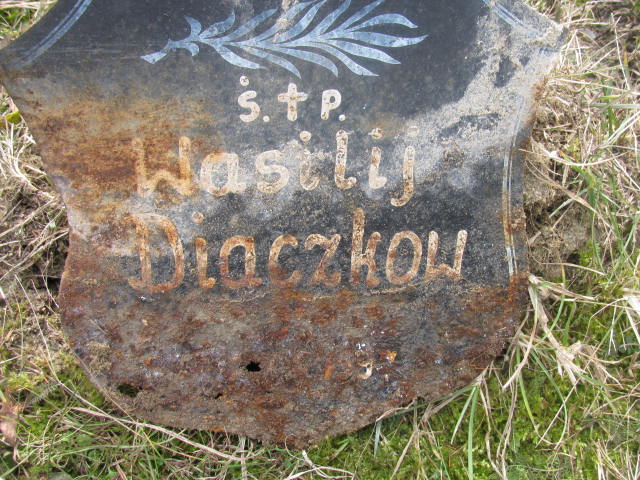 ś.†p.
Wasilij
Diaczkow